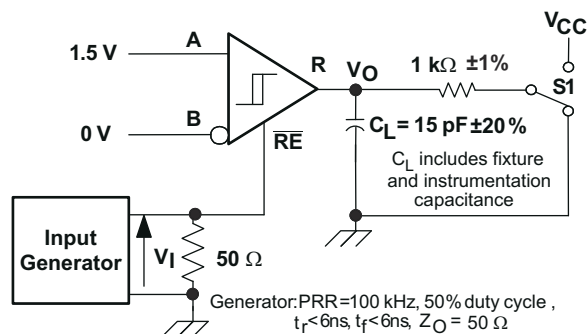 V_CC
1.5 V
A
R
V_O
1 kΩ ±1%
S1
0 V
B
R̅E̅
C_L = 15 pF ±20%
C_L includes fixture
and instrumentation
capacitance
Input
Generator
V_I
50 Ω
Generator: PRR=100 kHz, 50% duty cycle ,
t_r<6ns, t_f<6ns, Z_O = 50 Ω